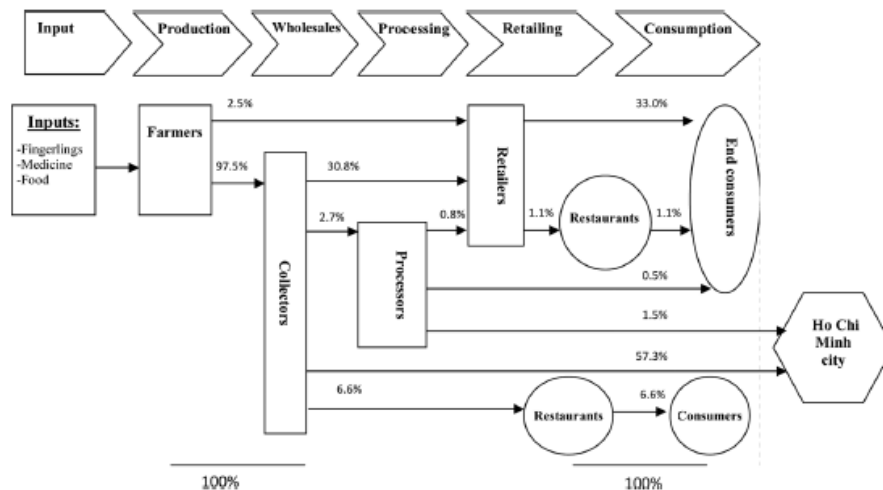 Input
Production
Wholesales
Processing
Retailing
Consumption
2.5%
33.0%
Inputs:
-Fingerlings
-Medicine
-Food
Farmers
97.5%
30.8%
Retailers
End consumers
2.7%
0.8%
1.1%
Restaurants
1.1%
Collectors
Processors
0.5%
1.5%
Ho Chi
Minh
city
57.3%
6.6%
Restaurants
6.6%
Consumers
100%
100%